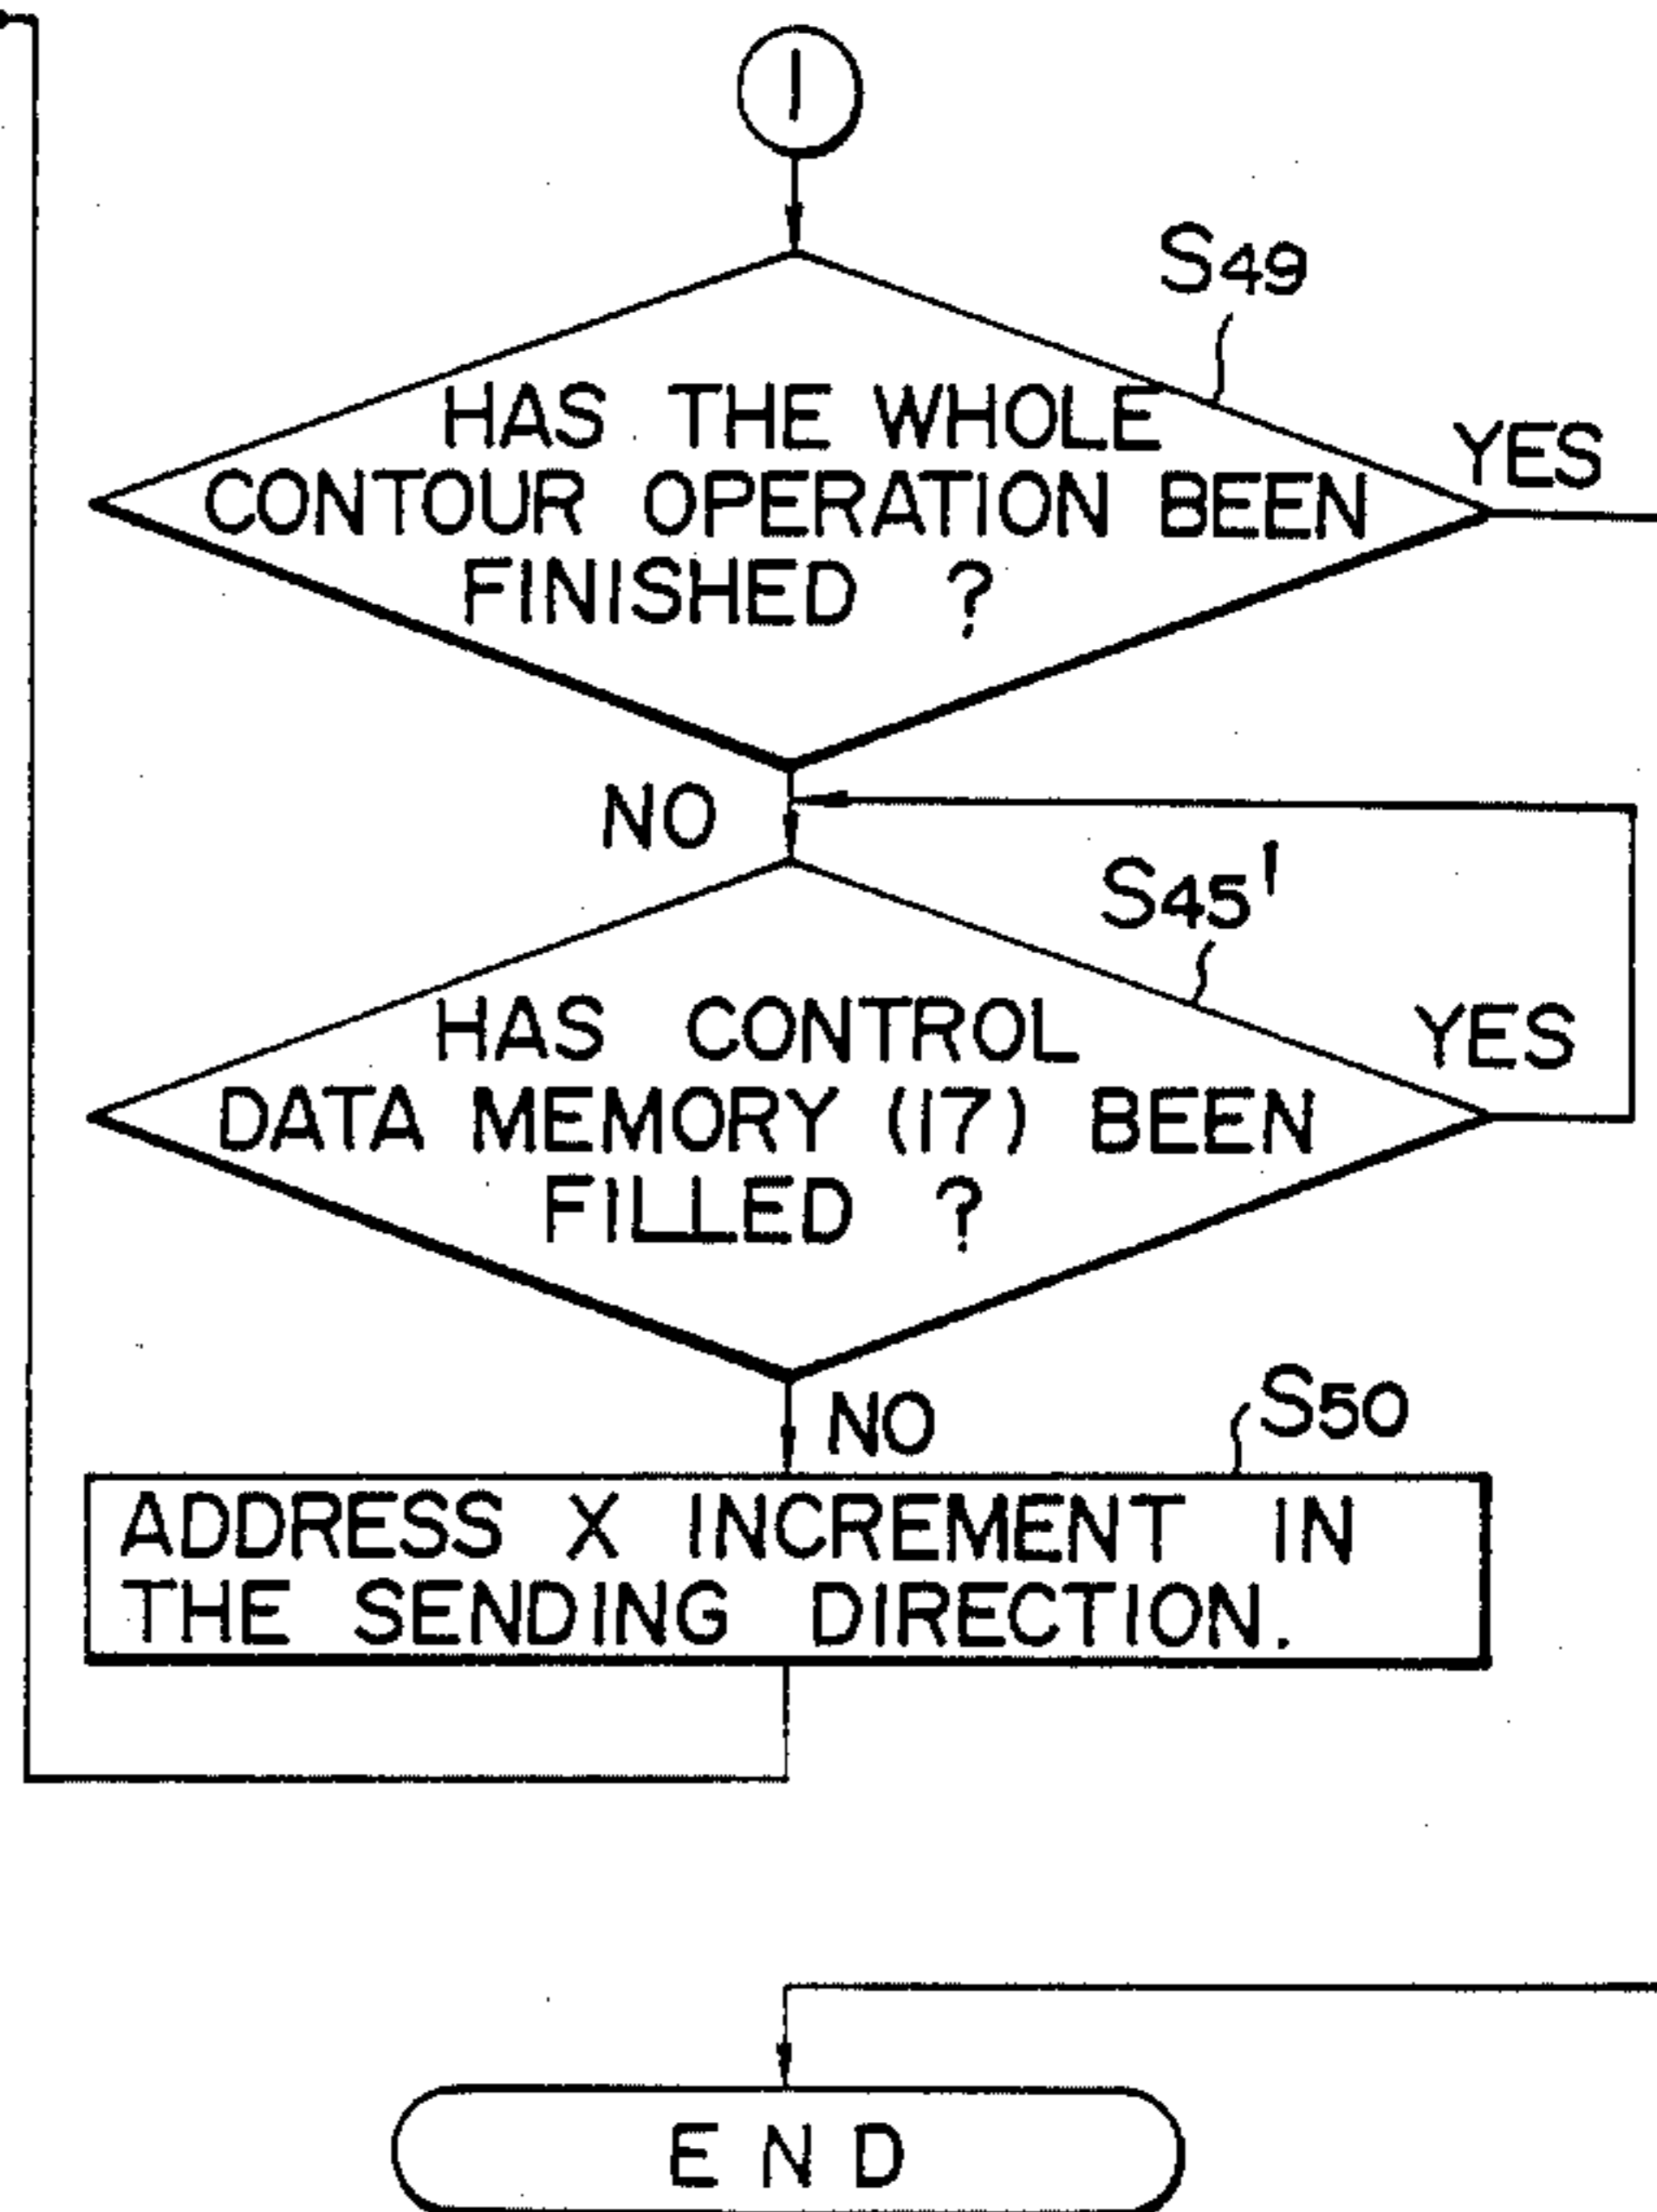 1
S49
HAS THE WHOLE
CONTOUR OPERATION BEEN
FINISHED ?
YES
NO
S45'
HAS CONTROL
DATA MEMORY (17) BEEN
FILLED ?
YES
NO
S50
ADDRESS X INCREMENT IN
THE SENDING DIRECTION.
END